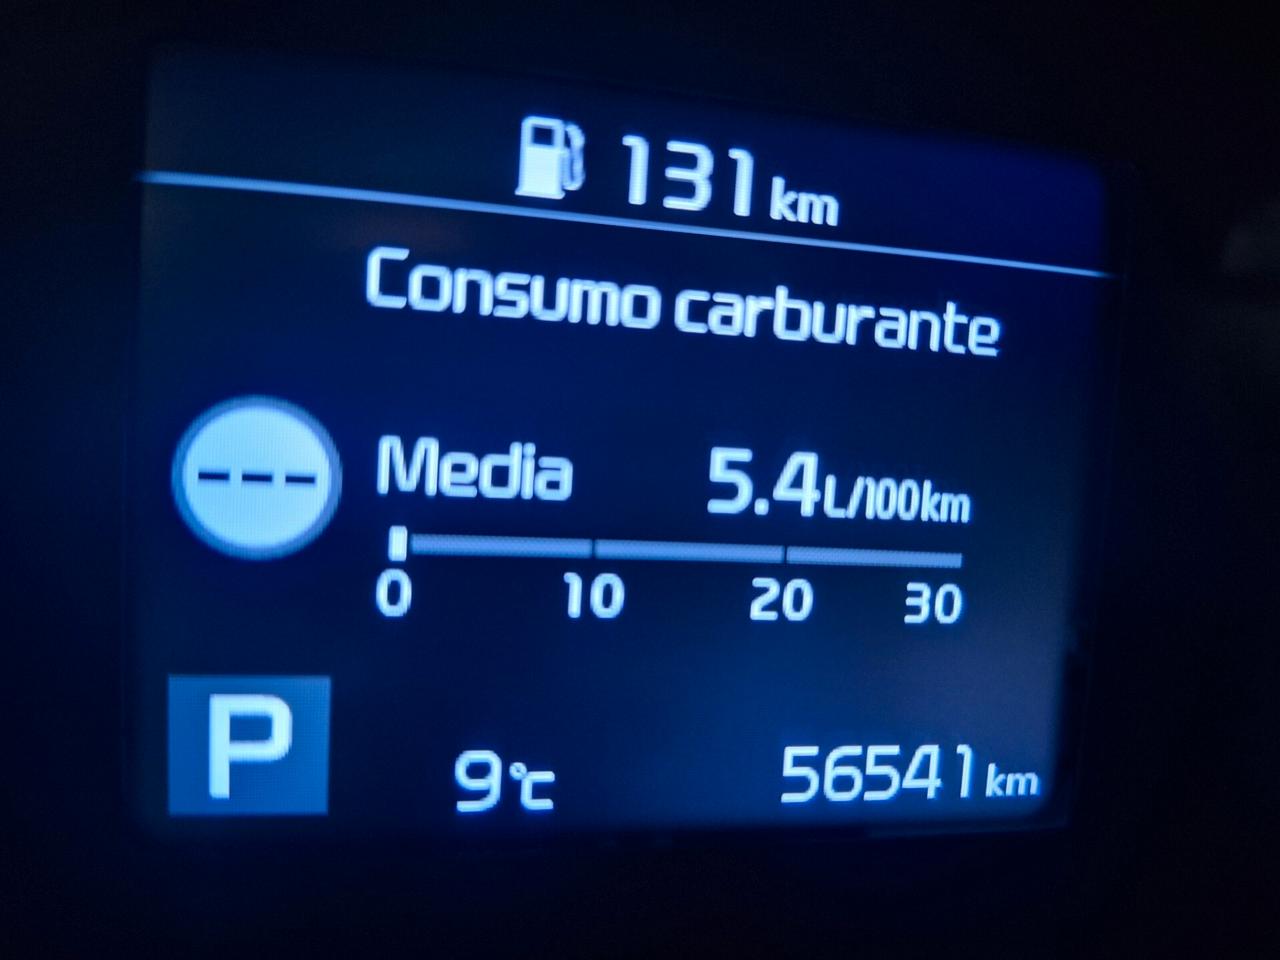 131 km
Consumo carburante
--- Media 5.4 L/100km
0 10 20 30
P 9°C 56541 km